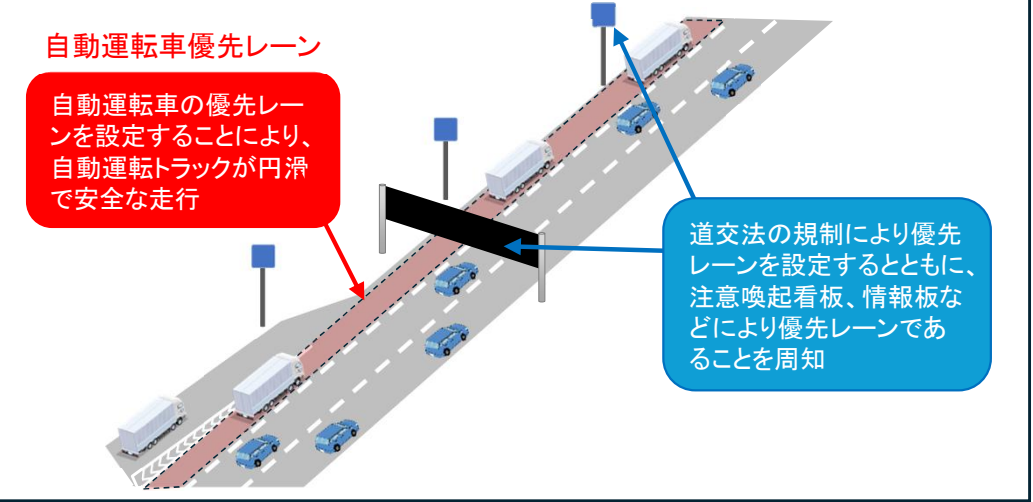 自動運転車優先レーン
自動運転車の優先レー
ンを設定することにより、
自動運転トラックが円滑
で安全な走行
道交法の規制により優先
レーンを設定するとともに、
注意喚起看板、情報板な
どにより優先レーンであ
ることを周知